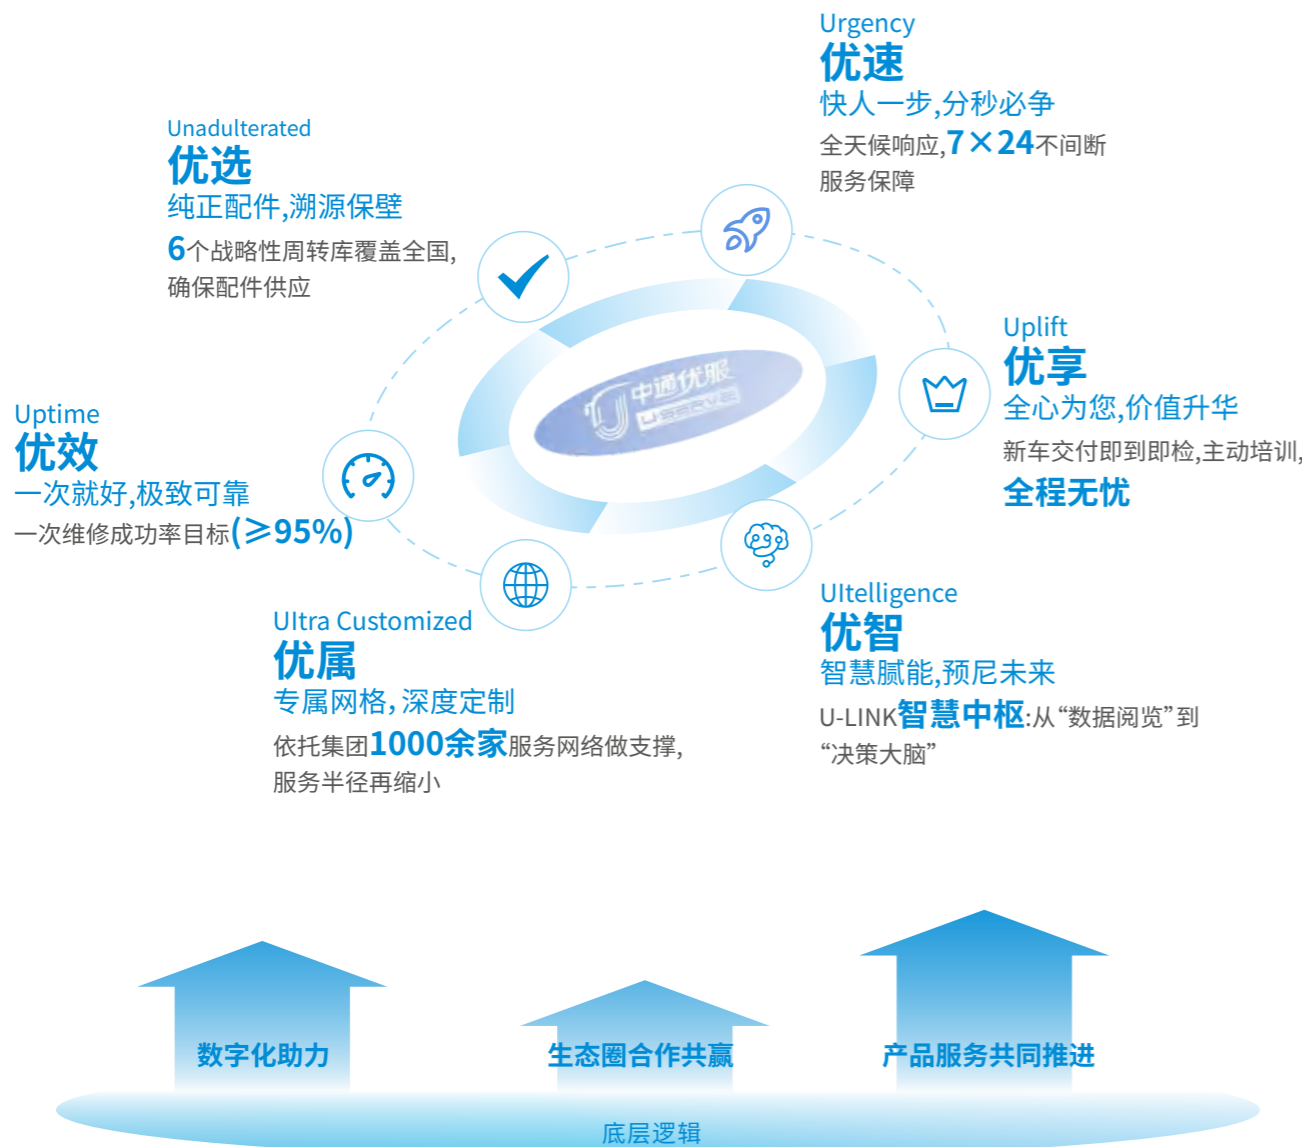 Urgency
优速
快人一步,分秒必争
全天候响应,7×24不间断
服务保障
Unadulterated
优选
纯正配件,溯源保壁
6个战略性周转库覆盖全国,
确保配件供应
Uplift
优享
全心为您,价值升华
新车交付即到即检,主动培训,
全程无忧
中通优服
U-SERVE
Uptime
优效
一次就好,极致可靠
一次维修成功率目标(≥95%)
UItra Customized
优属
专属网格,深度定制
依托集团1000余家服务网络做支撑,
服务半径再缩小
UItelligence
优智
智慧赋能,预尼未来
U-LINK智慧中枢:从“数据阅览”到
“决策大脑”
数字化助力
生态圈合作共赢
产品服务共同推进
底层逻辑